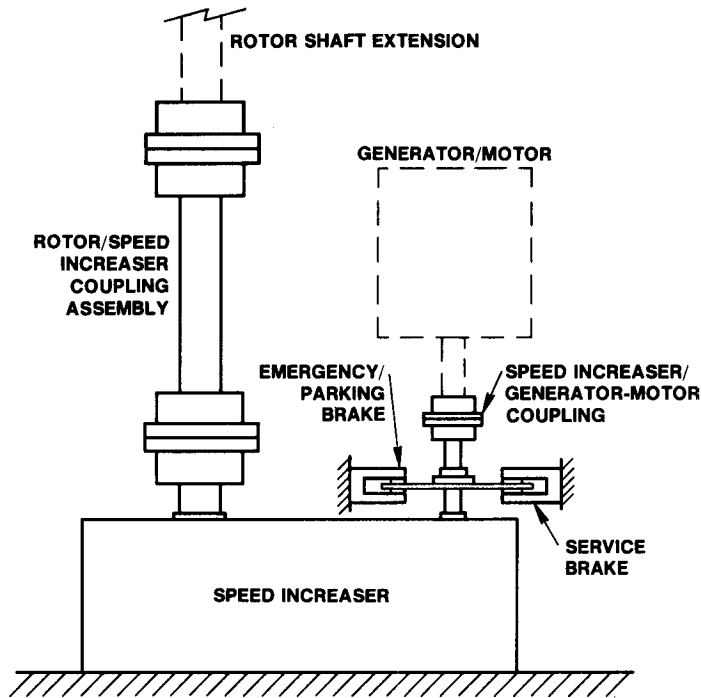 ROTOR SHAFT EXTENSION
GENERATOR/MOTOR
ROTOR/SPEED
INCREASER
COUPLING
ASSEMBLY
EMERGENCY/
PARKING
BRAKE
SPEED INCREASER/
GENERATOR-MOTOR
COUPLING
SERVICE
BRAKE
SPEED INCREASER